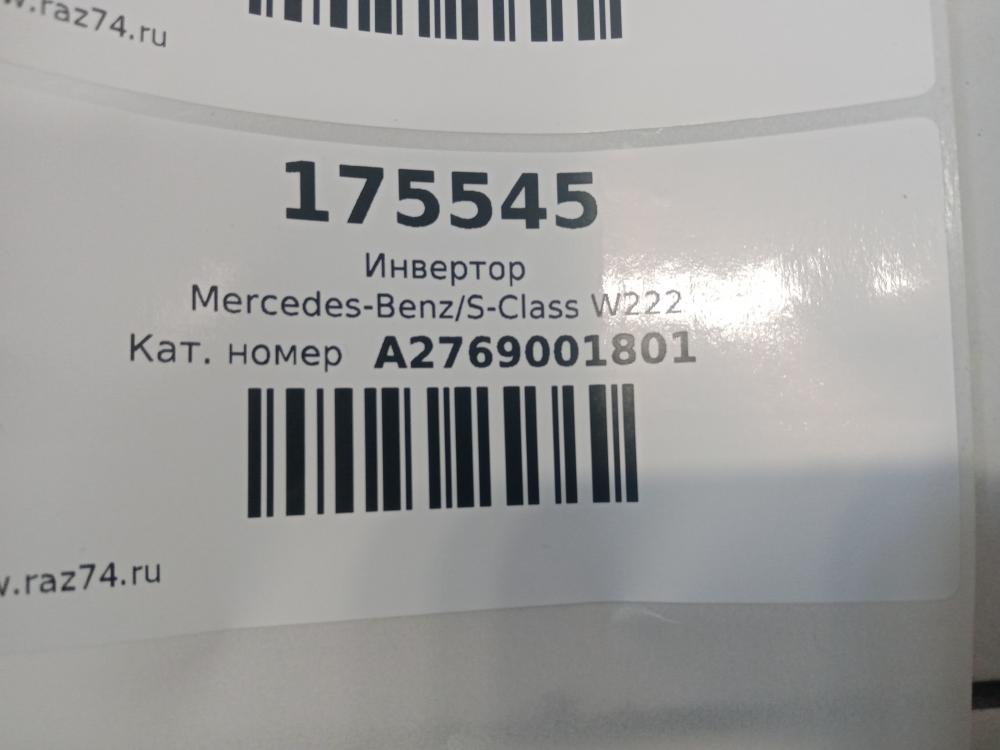 w.raz74.ru
175545
Инвертор
Mercedes-Benz/S-Class W222
Кат. номер A2769001801
w.raz74.ru